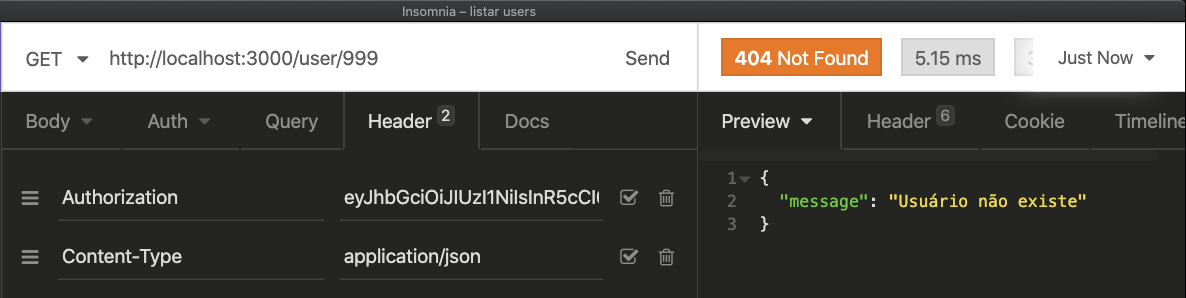 Insomnia – listar users
GET http://localhost:3000/user/999 Send
404 Not Found 5.15 ms Just Now
Body Auth Query Header 2 Docs
Preview Header 6 Cookie Timeline
Authorization eyJhbGciOiJIUzI1NiIsInR5cCI
Content-Type application/json
1 {
2 "message": "Usuário não existe"
3 }